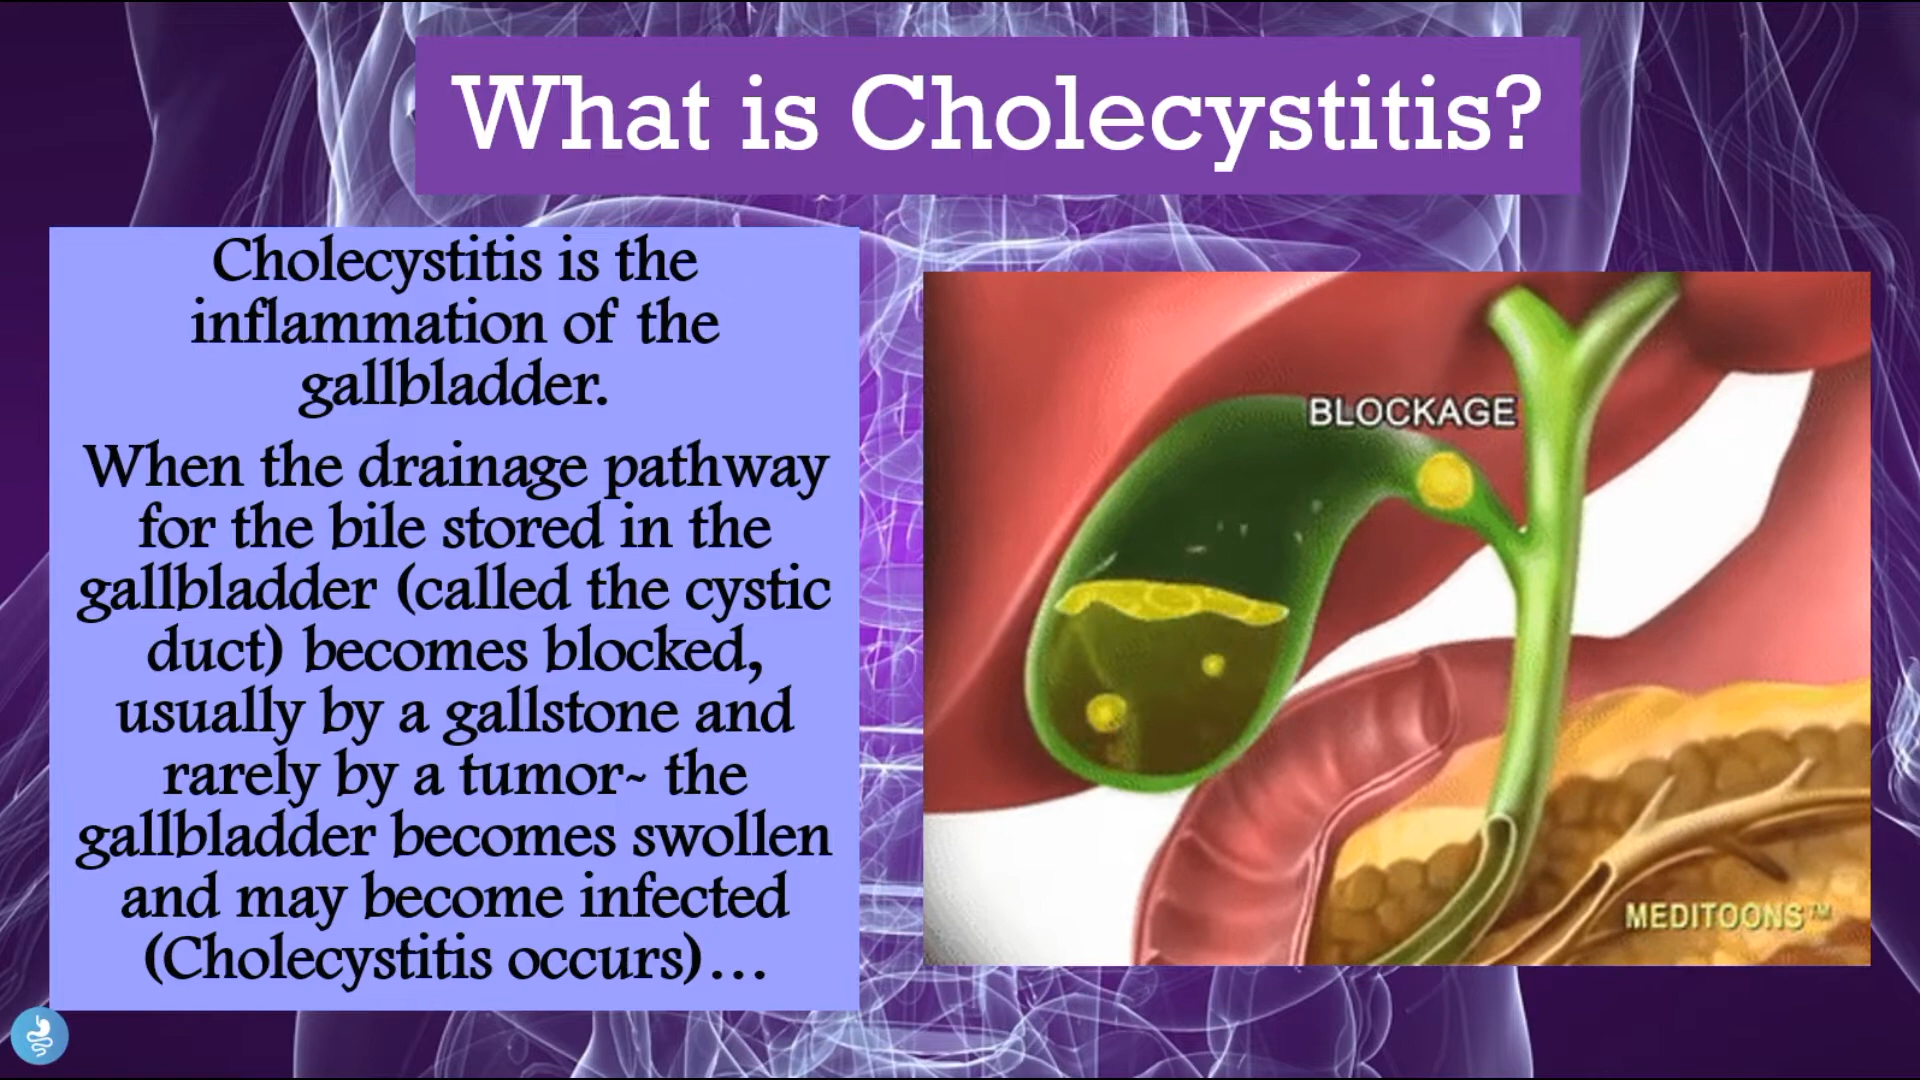 What is Cholecystitis?
Cholecystitis is the
inflammation of the
gallbladder.
When the drainage pathway
for the bile stored in the
gallbladder (called the cystic
duct) becomes blocked,
usually by a gallstone and
rarely by a tumor~ the
gallbladder becomes swollen
and may become infected
(Cholecystitis occurs)…
BLOCKAGE
MEDITOONS™